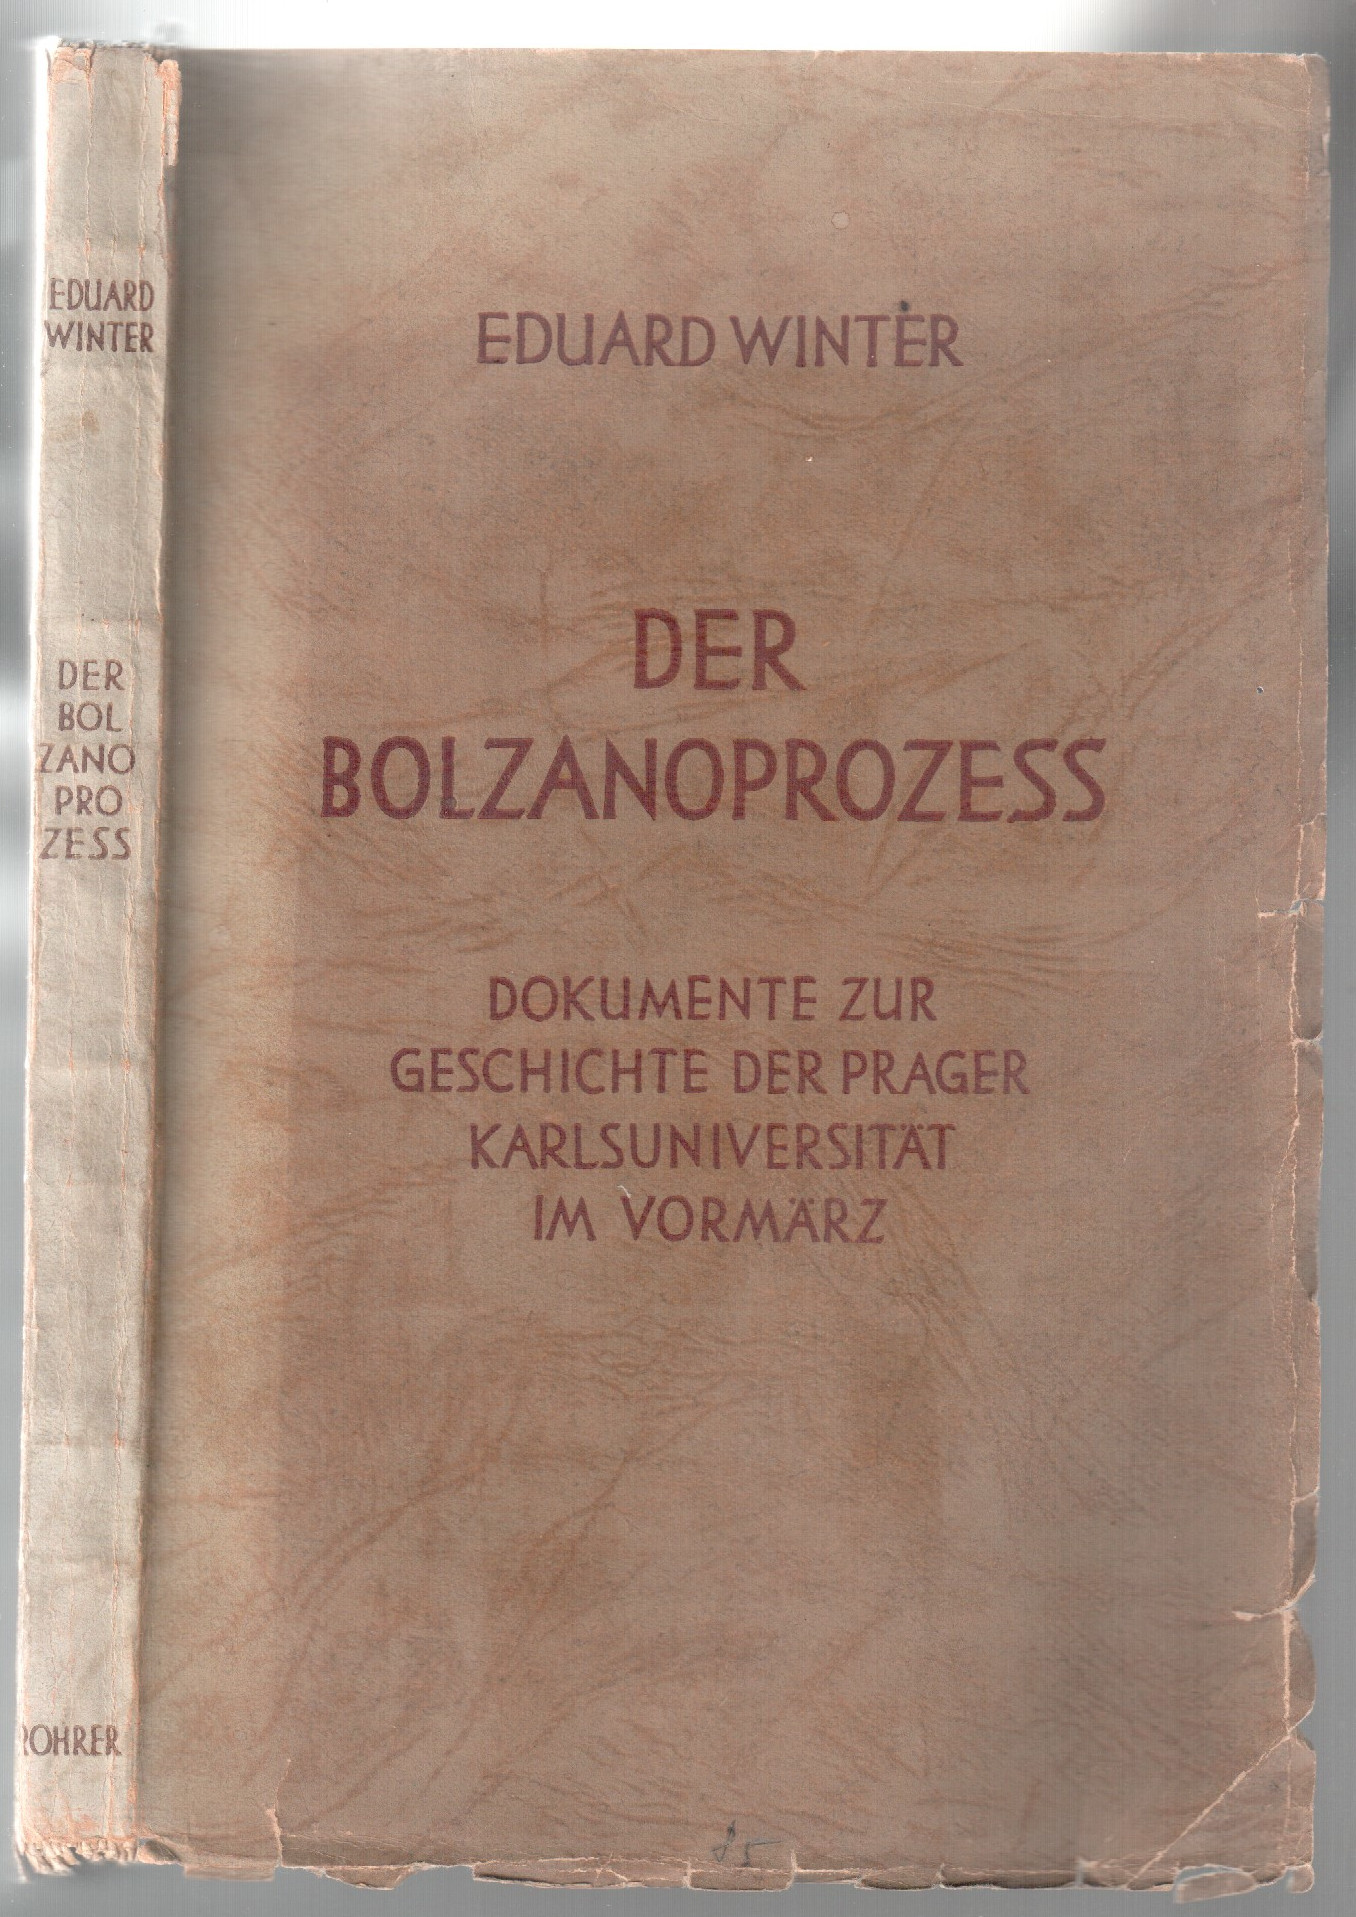 EDUARD
WINTER
DER
BOL
ZANO
PRO
ZESS
ROHRER
EDUARD WINTER
DER
BOLZANOPROZESS
DOKUMENTE ZUR
GESCHICHTE DER PRAGER
KARLSUNIVERSITÄT
IM VORMÄRZ
85